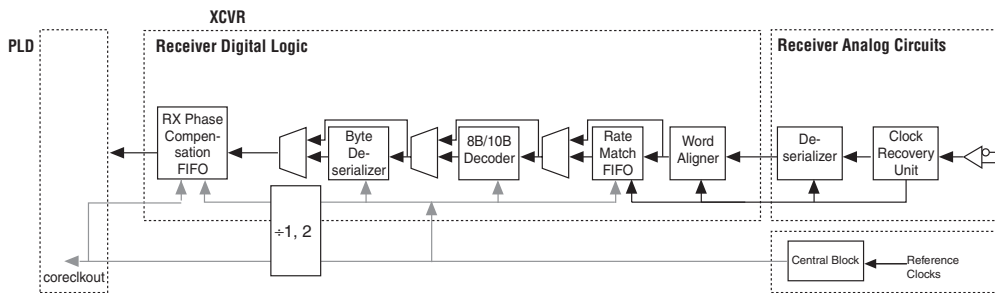 XCVR
PLD
Receiver Digital Logic
Receiver Analog Circuits
RX Phase
Compen-
sation
FIFO
Byte
De-
serializer
8B/10B
Decoder
Rate
Match
FIFO
Word
Aligner
De-
serializer
Clock
Recovery
Unit
÷1, 2
coreclkout
Central Block
Reference
Clocks